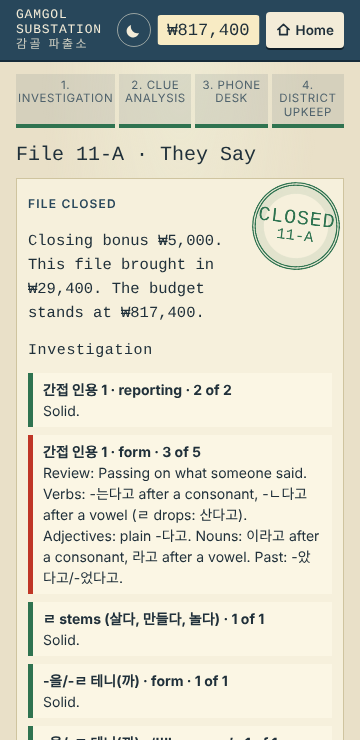 GAMGOL
SUBSTATION
감골 파출소
₩817,400
Home
1. INVESTIGATION
2. CLUE ANALYSIS
3. PHONE DESK
4. DISTRICT UPKEEP
File 11-A · They Say
FILE CLOSED
CLOSED
11-A
Closing bonus ₩5,000.
This file brought in
₩29,400. The budget
stands at ₩817,400.
Investigation
간접 인용 1 · reporting · 2 of 2
Solid.
간접 인용 1 · form · 3 of 5
Review: Passing on what someone said.
Verbs: -는다고 after a consonant, -ㄴ다고
after a vowel (ㄹ drops: 산다고).
Adjectives: plain -다고. Nouns: 이라고 after
a consonant, 라고 after a vowel. Past: -았
다고/-었다고.
ㄹ stems (살다, 만들다, 놀다) · 1 of 1
Solid.
-을/-ㄹ 테니(까) · form · 1 of 1
Solid.